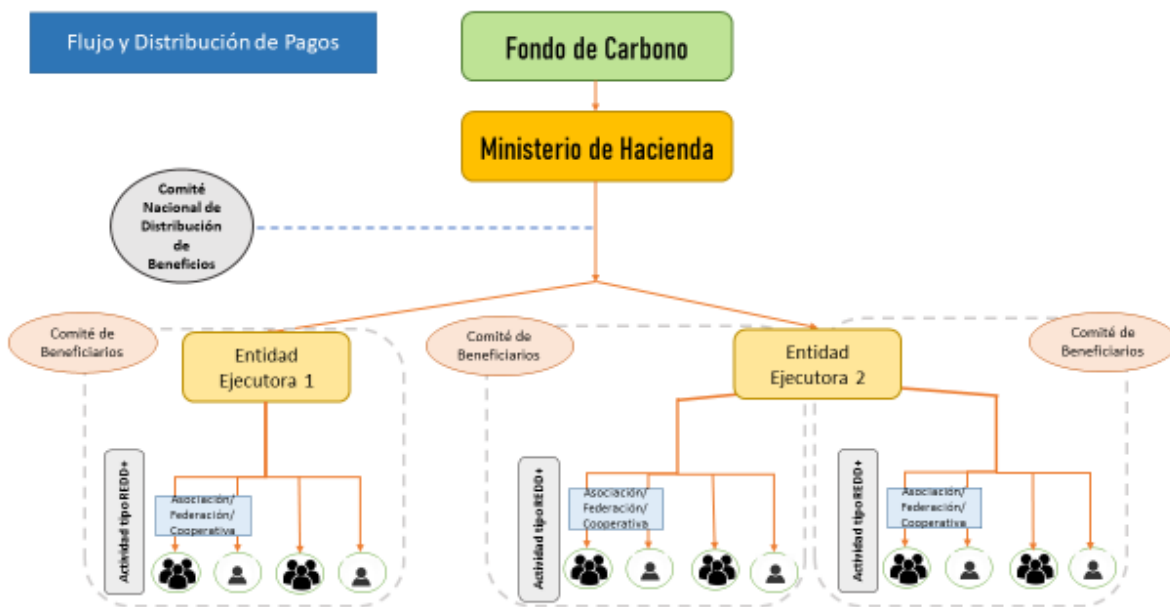 Flujo y Distribución de Pagos
Fondo de Carbono
Ministerio de Hacienda
Comité
Nacional de
Distribución
de
Beneficios
Comité de
Beneficiarios
Entidad
Ejecutora 1
Comité de
Beneficiarios
Entidad
Ejecutora 2
Comité de
Beneficiarios
Actividad tipo REDD+
Asociación/
Federación/
Cooperativa
Actividad tipo REDD+
Asociación/
Federación/
Cooperativa
Actividad tipo REDD+
Asociación/
Federación/
Cooperativa